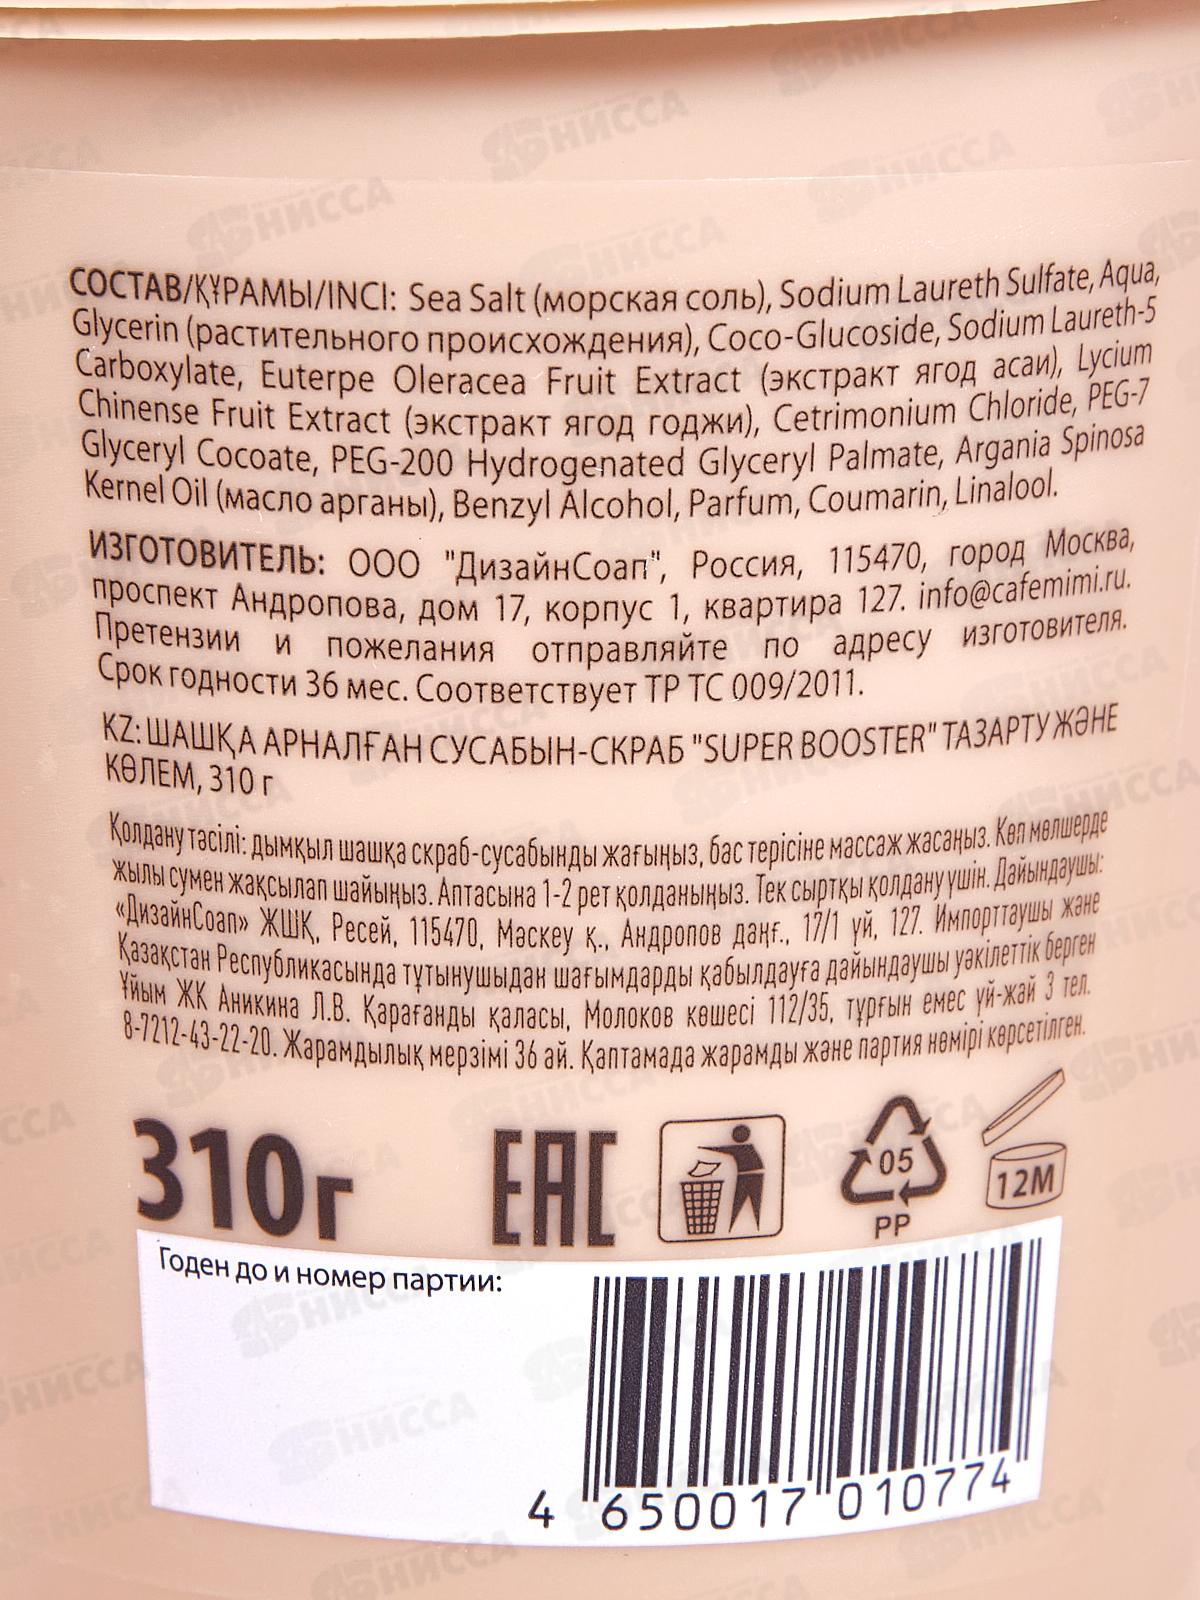 СОСТАВ/ҚҰРАМЫ/INCI: Sea Salt (морская соль), Sodium Laureth Sulfate, Aqua,
Glycerin (растительного происхождения), Coco-Glucoside, Sodium Laureth-5
Carboxylate, Euterpe Oleracea Fruit Extract (экстракт ягод асаи), Lycium
Chinense Fruit Extract (экстракт ягод годжи), Cetrimonium Chloride, PEG-7
Glyceryl Cocoate, PEG-200 Hydrogenated Glyceryl Palmate, Argania Spinosa
Kernel Oil (масло арганы), Benzyl Alcohol, Parfum, Coumarin, Linalool.
ИЗГОТОВИТЕЛЬ: ООО "ДизайнСоап", Россия, 115470, город Москва,
проспект Андропова, дом 17, корпус 1, квартира 127. info@cafemimi.ru.
Претензии и пожелания отправляйте по адресу изготовителя.
Срок годности 36 мес. Соответствует ТР ТС 009/2011.
KZ: ШАШҚА АРНАЛҒАН СУСАБЫН-СКРАБ "SUPER BOOSTER" ТАЗАРТУ ЖӘНЕ
КӨЛЕМ, 310 г
Қолдану тәсілі: дымқыл шашқа скраб-сусабынды жағыңыз, бас терісіне массаж жасаңыз. Көп мөлшерде
жылы сумен жақсылап шайыңыз. Аптасына 1-2 рет қолданыңыз. Тек сыртқы қолдану үшін. Дайындаушы:
«ДизайнСоап» ЖШҚ, Ресей, 115470, Мәскеу қ., Андропов даңғ., 17/1 үй, 127. Импорттаушы және
Қазақстан Республикасында тұтынушыдан шағымдарды қабылдауға дайындаушы уәкілеттік берген
Ұйым ЖК Аникина Л.В. Қарағанды қаласы, Молоков көшесі 112/35, тұрғын емес үй-жай 3 тел.
8-7212-43-22-20. Жарамдылық мерзімі 36 ай. Қаптамада жарамды және партия нөмірі көрсетілген.
310г EAC 05 12M
PP
Годен до и номер партии:
4 650017 010774
НИССА